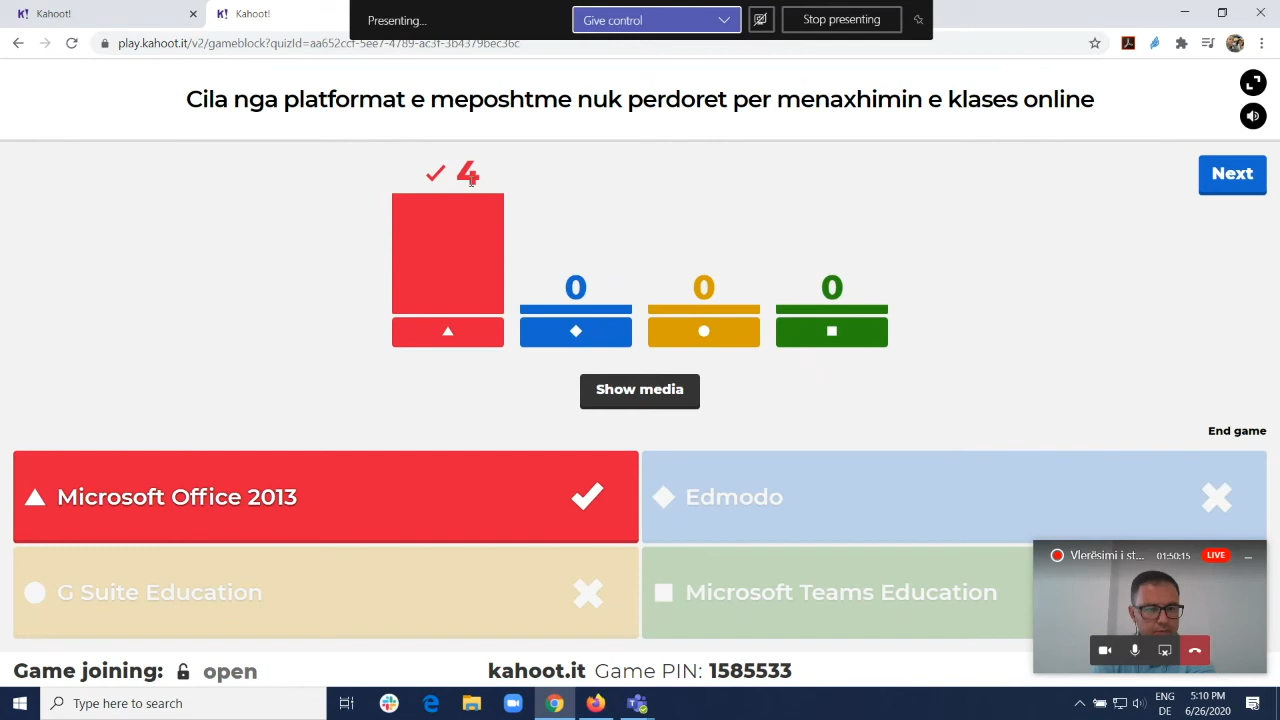 Kahoot!
Kahoot!
Presenting...
Give control
Stop presenting
play.kahoot.it/v2/gameblock?quizId=aa652ccf-5ee7-4789-ac3f-3b4379bec36c
Cila nga platformat e meposhtme nuk perdoret per menaxhimin e klases online
4
Next
0
0
0
Show media
End game
Microsoft Office 2013
Edmodo
G Suite Education
Microsoft Teams Education
Vlerësimi i st...
01:50:15
LIVE
Game joining: open
kahoot.it Game PIN: 1585533
Type here to search
ENG
DE
5:10 PM
6/26/2020